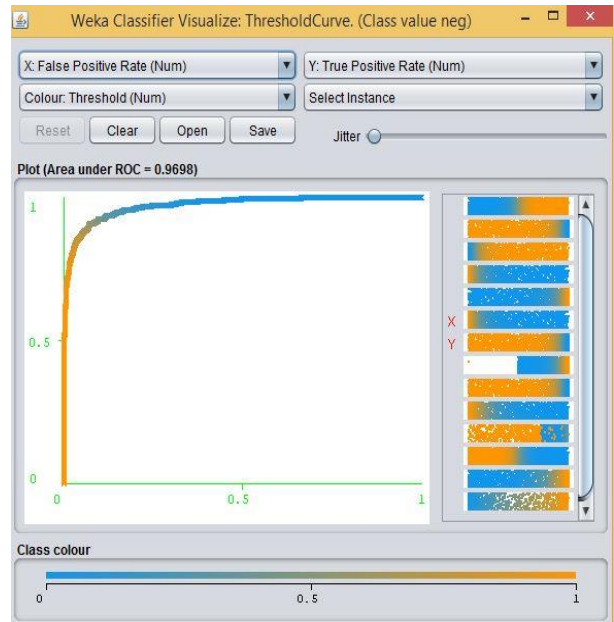 Weka Classifier Visualize: ThresholdCurve. (Class value neg)
X: False Positive Rate (Num)
Y: True Positive Rate (Num)
Colour: Threshold (Num)
Select Instance
Reset
Clear
Open
Save
Jitter
Plot (Area under ROC = 0.9698)
1
0.5
0
0
0.5
1
X
Y
Class colour
0
0.5
1